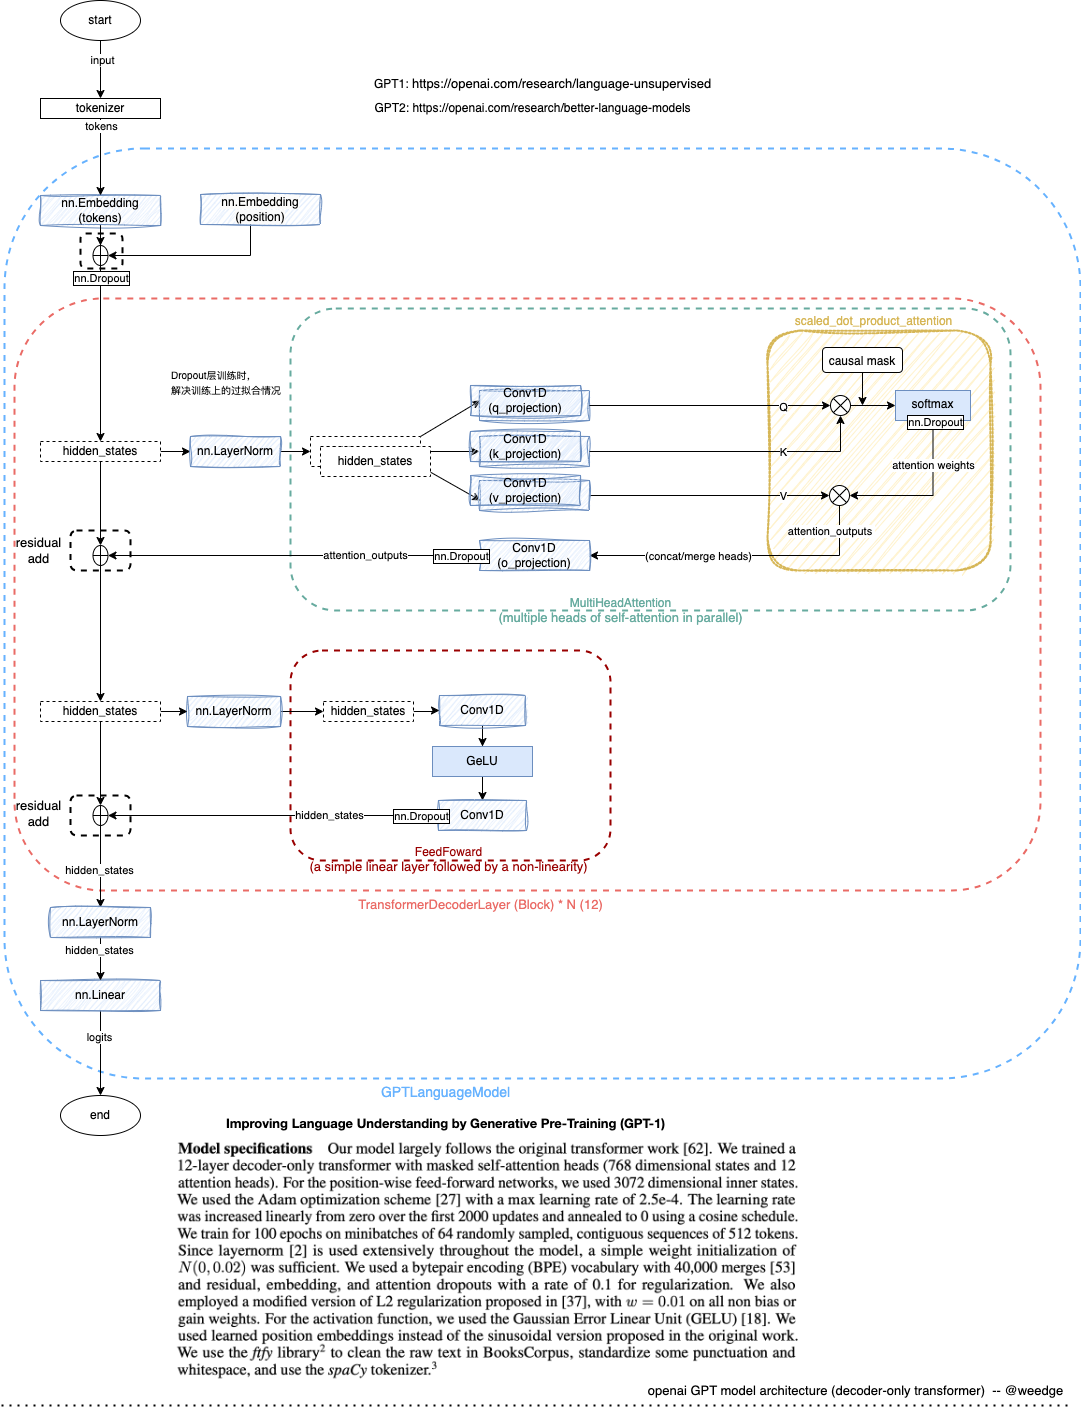 start
input
GPT1: https://openai.com/research/language-unsupervised
tokenizer
GPT2: https://openai.com/research/better-language-models
tokens
nn.Embedding
(tokens)
nn.Embedding
(position)
nn.Dropout
scaled_dot_product_attention
causal mask
Dropout层训练时，
解决训练上的过拟合情况
Conv1D
(q_projection)
Q
softmax
nn.Dropout
hidden_states
nn.LayerNorm
hidden_states
Conv1D
(k_projection)
K
attention weights
Conv1D
(v_projection)
V
attention_outputs
residual
add
attention_outputs
nn.Dropout
Conv1D
(o_projection)
(concat/merge heads)
MultiHeadAttention
(multiple heads of self-attention in parallel)
hidden_states
nn.LayerNorm
hidden_states
Conv1D
GeLU
residual
add
hidden_states
nn.Dropout
Conv1D
FeedFoward
(a simple linear layer followed by a non-linearity)
hidden_states
TransformerDecoderLayer (Block) * N (12)
nn.LayerNorm
hidden_states
nn.Linear
logits
GPTLanguageModel
end
Improving Language Understanding by Generative Pre-Training (GPT-1)
Model specifications Our model largely follows the original transformer work [62]. We trained a
12-layer decoder-only transformer with masked self-attention heads (768 dimensional states and 12
attention heads). For the position-wise feed-forward networks, we used 3072 dimensional inner states.
We used the Adam optimization scheme [27] with a max learning rate of 2.5e-4. The learning rate
was increased linearly from zero over the first 2000 updates and annealed to 0 using a cosine schedule.
We train for 100 epochs on minibatches of 64 randomly sampled, contiguous sequences of 512 tokens.
Since layernorm [2] is used extensively throughout the model, a simple weight initialization of
N(0, 0.02) was sufficient. We used a bytepair encoding (BPE) vocabulary with 40,000 merges [53]
and residual, embedding, and attention dropouts with a rate of 0.1 for regularization. We also
employed a modified version of L2 regularization proposed in [37], with w = 0.01 on all non bias or
gain weights. For the activation function, we used the Gaussian Error Linear Unit (GELU) [18]. We
used learned position embeddings instead of the sinusoidal version proposed in the original work.
We use the ftfy library² to clean the raw text in BooksCorpus, standardize some punctuation and
whitespace, and use the spaCy tokenizer.³
openai GPT model architecture (decoder-only transformer) -- @weedge